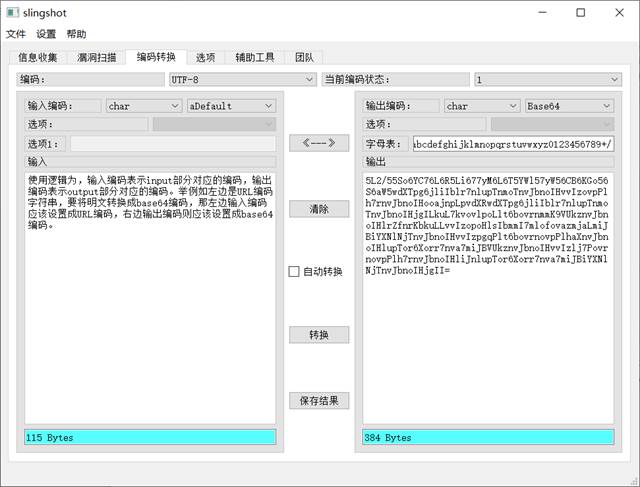 slingshot
文件 设置 帮助
信息收集 漏洞扫描 编码转换 选项 辅助工具 团队
编码: UTF-8 当前编码状态: 1
输入编码: char aDefault
选项:
选项1:
输入
使用逻辑为，输入编码表示input部分对应的编码，输出
编码表示output部分对应的编码。举例如左边是URL编码
字符串，要将明文转换成base64编码，那左边输入编码
应该设置成URL编码，右边输出编码则应该设置成base64
编码。
115 Bytes
《---》
清除
自动转换
转换
保存结果
输出编码: char Base64
选项:
字母表: abcdefghijklmnopqrstuvwxyz0123456789+/
输出
5L2/55So6YC76L6R5Li677yM6L6T5YWl57yW56CB6KGo56
S6aW5wdXTpg6jliIblr7nlupTnmoTnvJbnoIHvvIzovpPl
h7rnvJbnoIHooajnpLpvdXRwdXTpg6jliIblr7nlupTnmo
TnvJbnoIHjgILkuL7kvovlpoLlt6bovrnmmK9VUkznvJbn
oIHlrZfnrKbkuLLvvIzopoHlsIbmmI7mlofovazmjaLmiJ
BiYXNlNjTnvJbnoIHvvIzpgqPlt6bovrnovpPlhaXnvJbn
oIHlupTor6Xorr7nva7miJBVUkznvJbnoIHvvIzlj7Povr
novpPlh7rnvJbnoIHliJnlupTor6Xorr7nva7miJBiYXNl
NjTnvJbnoIHjgII=
384 Bytes